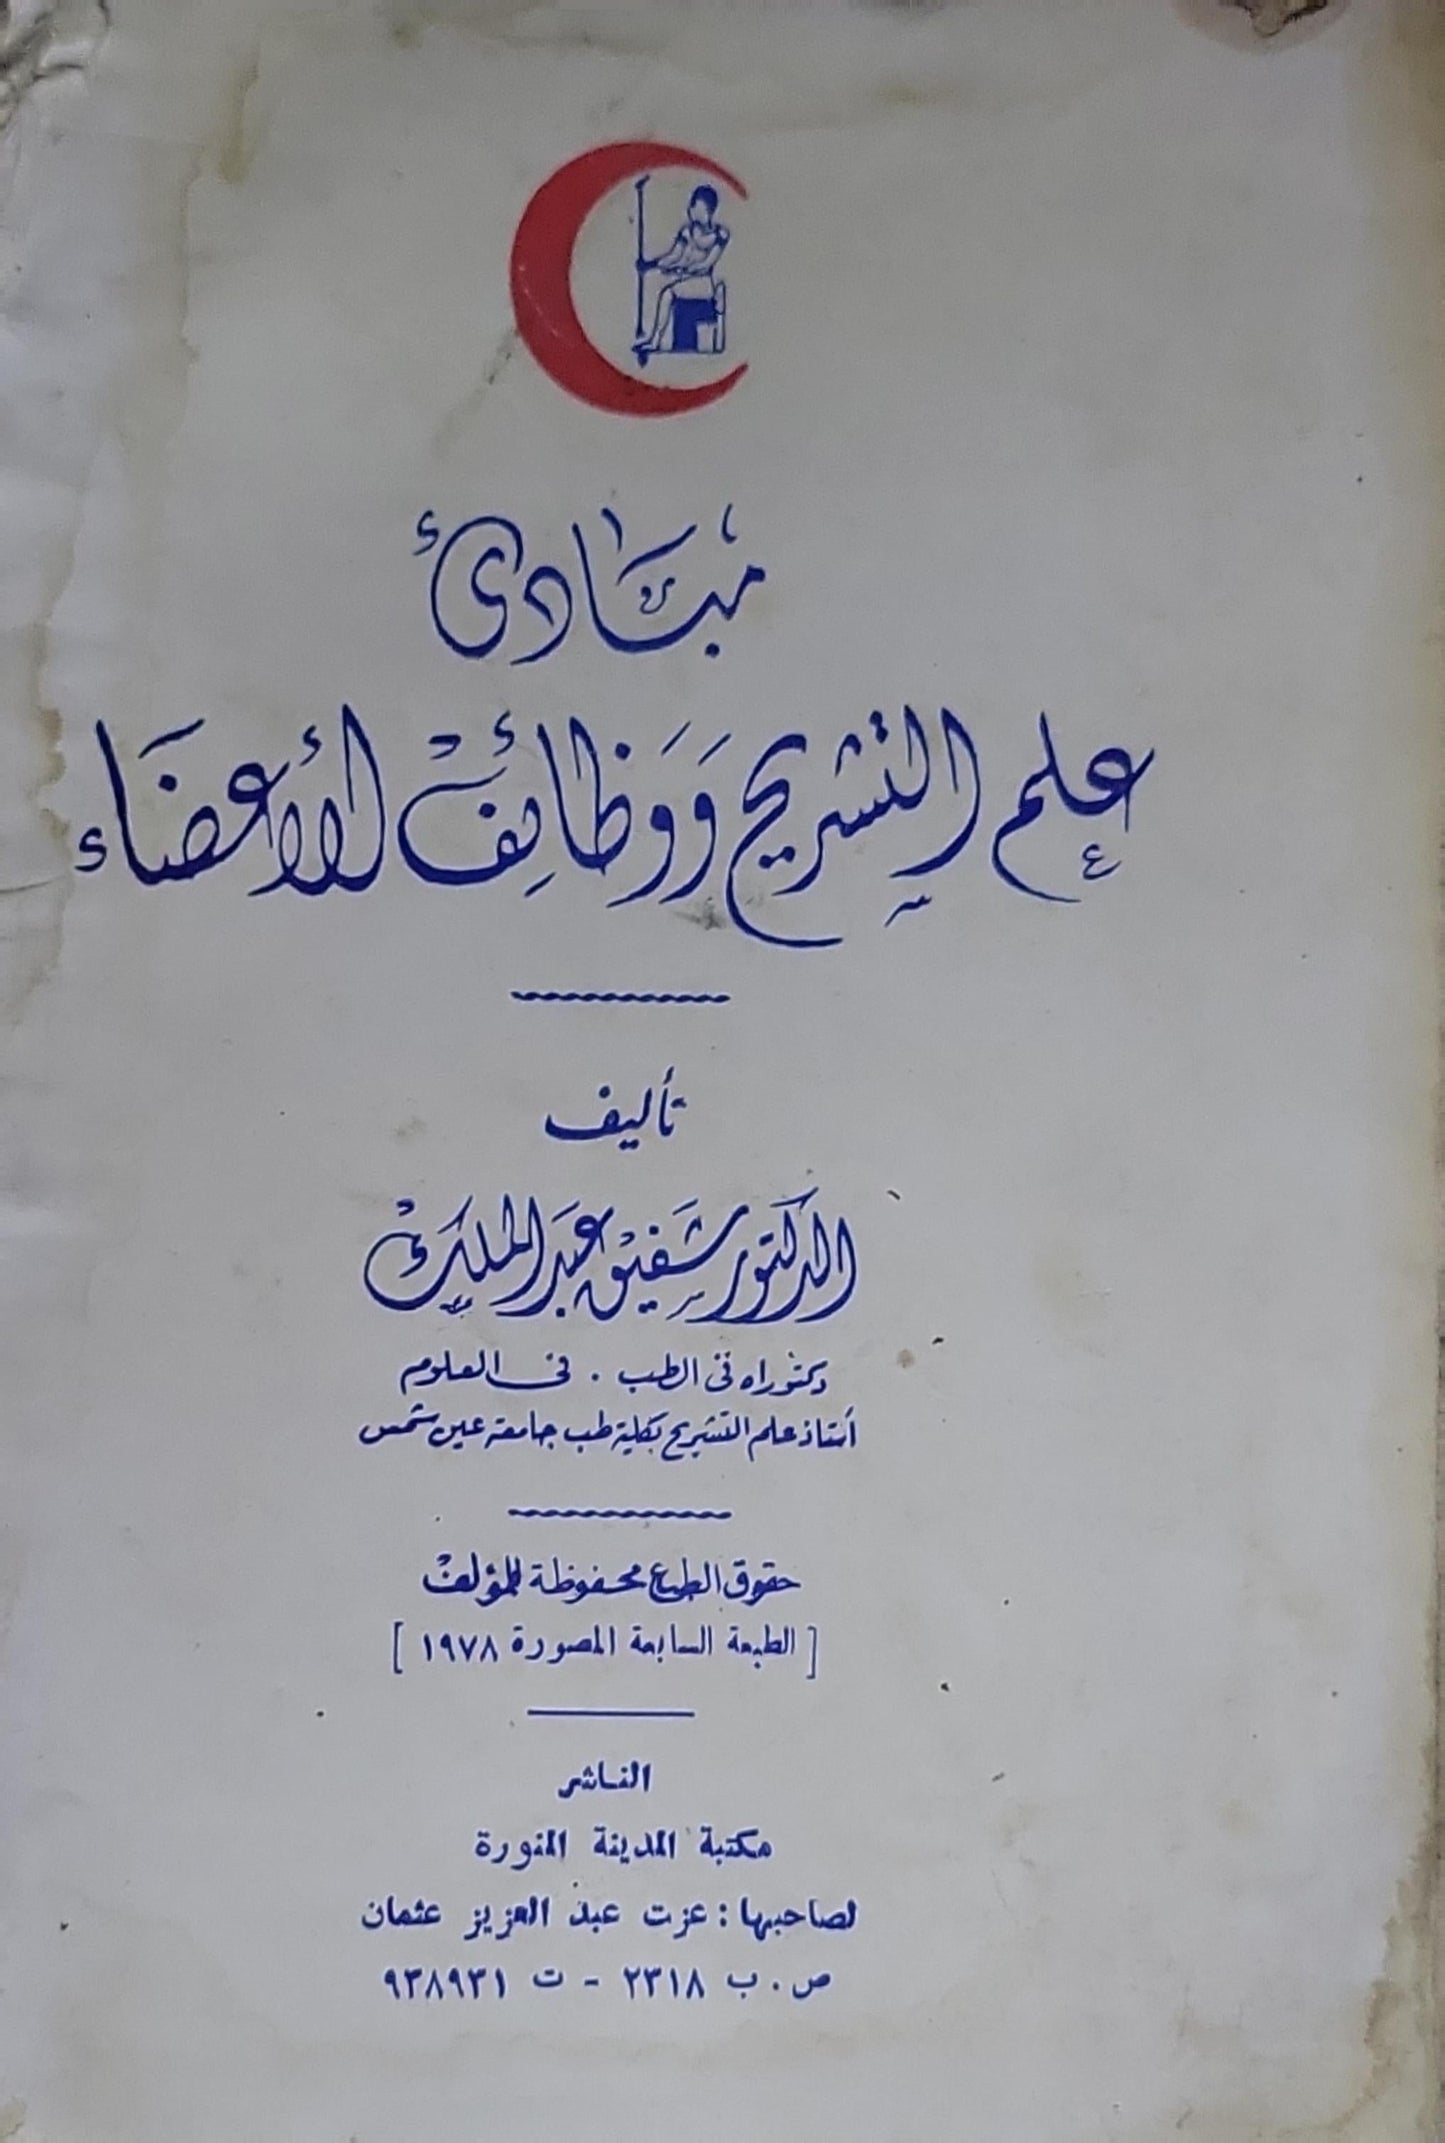 مبادئ
علم التشريح ووظائف الأعضاء
تأليف
الدكتور شفيق عبد الملك
دكتوراه فى الطب . فى العلوم
أستاذ علم التشريح بكلية طب جامعة عين شمس
حقوق الطبع محفوظة للمؤلف
[ الطبعة السابعة المصورة ١٩٧٨ ]
الناشر
مكتبة المدينة المنورة
لصاحبها : عزت عبد العزيز عثمان
ص . ب ٢٣١٨ - ت ٩٣٨٩٣١